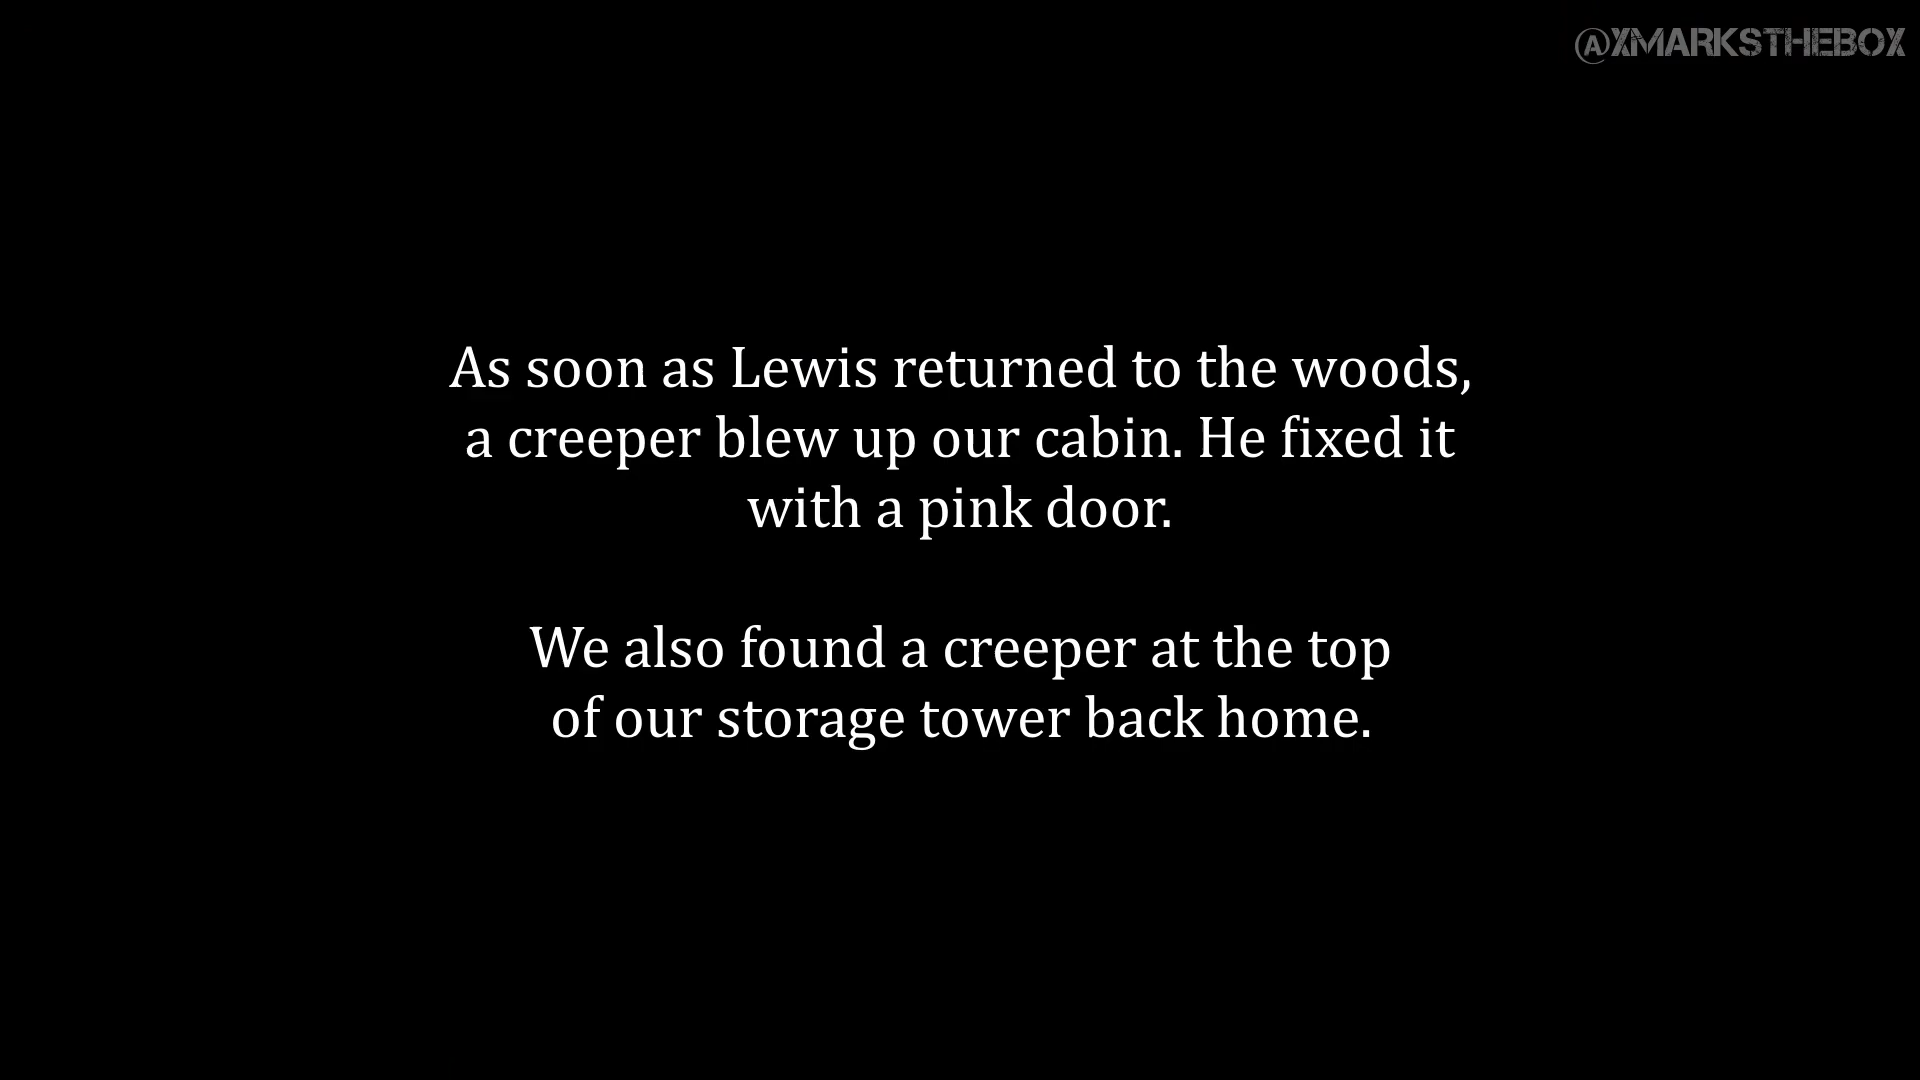 @XMARKSTHEBOX
As soon as Lewis returned to the woods,
a creeper blew up our cabin. He fixed it
with a pink door.
We also found a creeper at the top
of our storage tower back home.